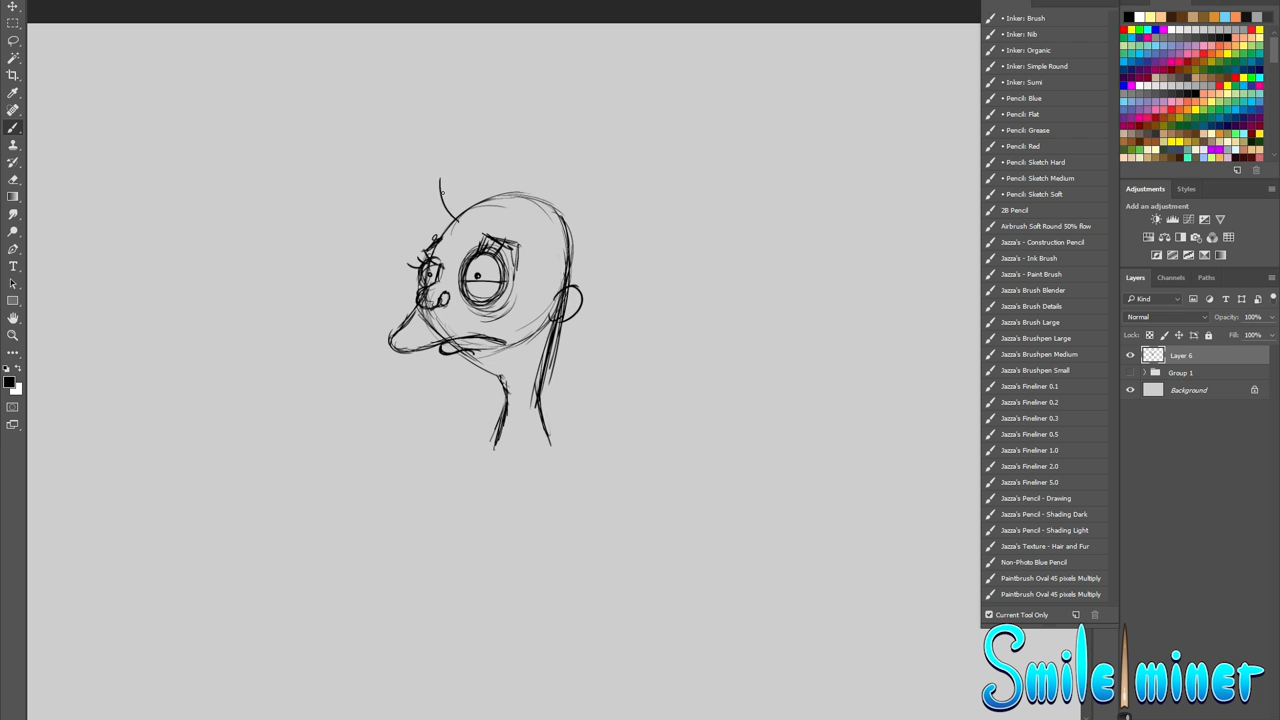 • Inker: Brush
• Inker: Nib
• Inker: Organic
• Inker: Simple Round
• Inker: Sumi
• Pencil: Blue
• Pencil: Flat
• Pencil: Grease
• Pencil: Red
• Pencil: Sketch Hard
• Pencil: Sketch Medium
• Pencil: Sketch Soft
2B Pencil
Airbrush Soft Round 50% flow
Jazza's - Construction Pencil
Jazza's - Ink Brush
Jazza's - Paint Brush
Jazza's Brush Blender
Jazza's Brush Details
Jazza's Brush Large
Jazza's Brushpen Large
Jazza's Brushpen Medium
Jazza's Brushpen Small
Jazza's Fineliner 0.1
Jazza's Fineliner 0.2
Jazza's Fineliner 0.3
Jazza's Fineliner 0.5
Jazza's Fineliner 1.0
Jazza's Fineliner 2.0
Jazza's Fineliner 5.0
Jazza's Pencil - Drawing
Jazza's Pencil - Shading Dark
Jazza's Pencil - Shading Light
Jazza's Texture - Hair and Fur
Non-Photo Blue Pencil
Paintbrush Oval 45 pixels Multiply
Paintbrush Oval 45 pixels Multiply
Current Tool Only
Adjustments Styles
Add an adjustment
Layers Channels Paths
Kind
Normal Opacity: 100%
Lock: Fill: 100%
Layer 6
Group 1
Background
Smile miner